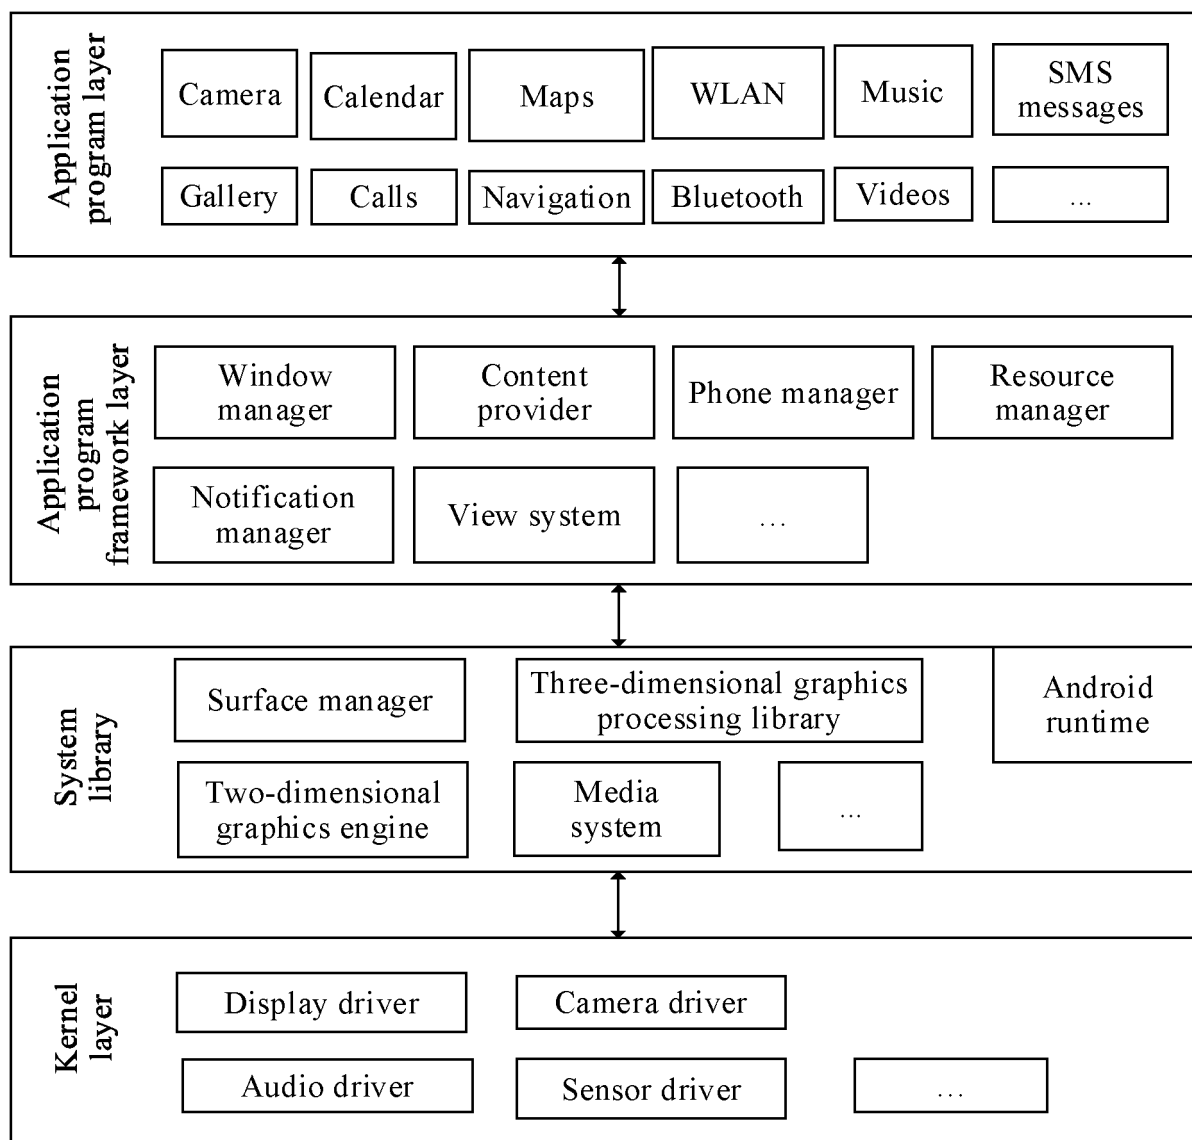 Application
program layer
Camera
Calendar
Maps
WLAN
Music
SMS
messages
Gallery
Calls
Navigation
Bluetooth
Videos
...
Application
program
framework layer
Window
manager
Content
provider
Phone manager
Resource
manager
Notification
manager
View system
...
System
library
Surface manager
Three-dimensional graphics
processing library
Android
runtime
Two-dimensional
graphics engine
Media
system
...
Kernel
layer
Display driver
Camera driver
Audio driver
Sensor driver
...